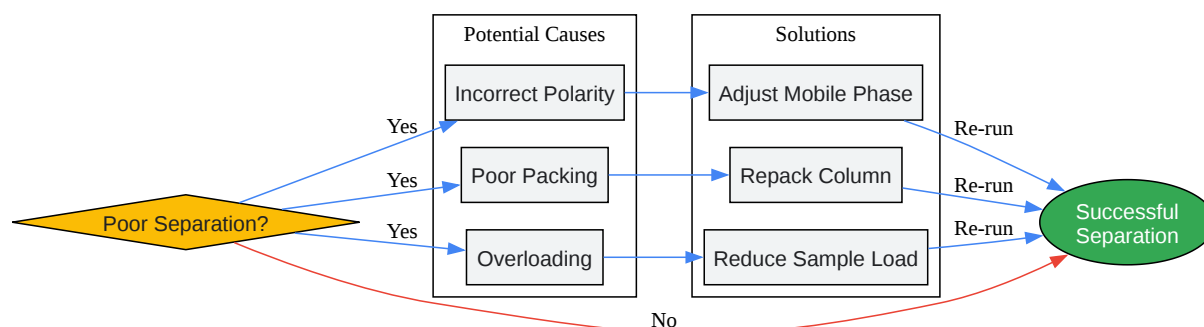 Potential Causes
Solutions
Incorrect Polarity
Adjust Mobile Phase
Yes
Re-run
Poor Packing
Repack Column
Yes
Re-run
Poor Separation?
Successful
Separation
Yes
Re-run
Overloading
Reduce Sample Load
No